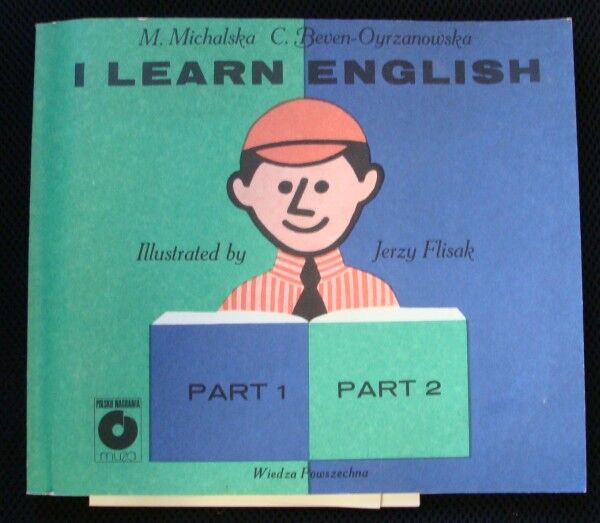 M. Michalska C. Beven-Oyrzanowska
I LEARN ENGLISH
Illustrated by Jerzy Flisak
PART 1 PART 2
POLSKIE NAGRANIA
muza
Wiedza Powszechna